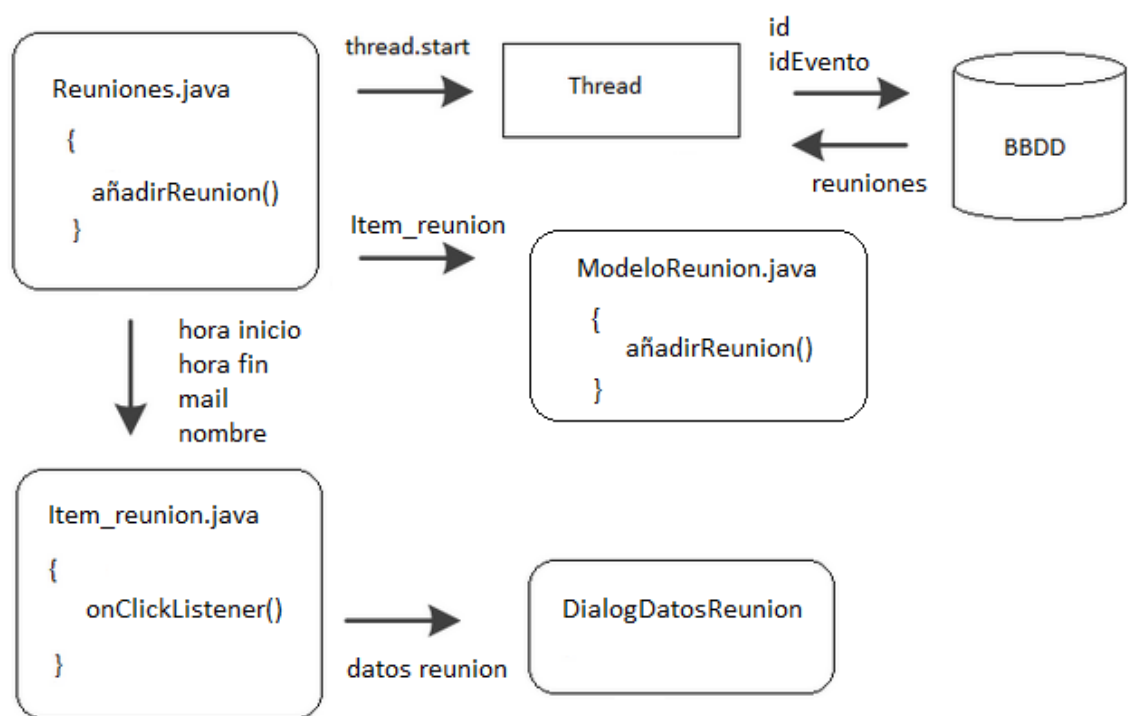 Reuniones.java
{
añadirReunion()
}
thread.start
Thread
id
idEvento
reuniones
BBDD
Item_reunion
ModeloReunion.java
{
añadirReunion()
}
hora inicio
hora fin
mail
nombre
Item_reunion.java
{
onClickListener()
}
datos reunion
DialogDatosReunion